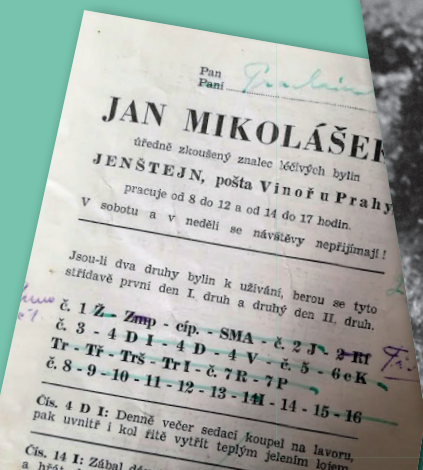 Pan
Paní
JAN MIKOLÁŠEK
úředně zkoušený znalec léčivých bylin
JENŠTEJN, pošta Vinoř u Prahy
pracuje od 8 do 12 a od 14 do 17 hodin.
V sobotu a v neděli se návštěvy nepřijímají!
Jsou-li dva druhy bylin k užívání, berou se tyto
střídavě první den I. druh a druhý den II. druh.
č. 1 Ž - Zmp - cíp. - SMA - č. 2 J - 2 Rf
č. 3 - 4 D I - 4 D - 4 V - č. 5 - 6 c K
Tr - Tř - Trš - Tr I - č. 7 R - 7 P
č. 8 - 9 - 10 - 11 - 12 - 13 - 14I - 14 - 15 - 16
Čís. 4 D I: Denně večer sedací koupel na lavoru,
pak uvnitř i kol řitě vytřít teplým jelením lojem
Čís. 14 I: Zábal